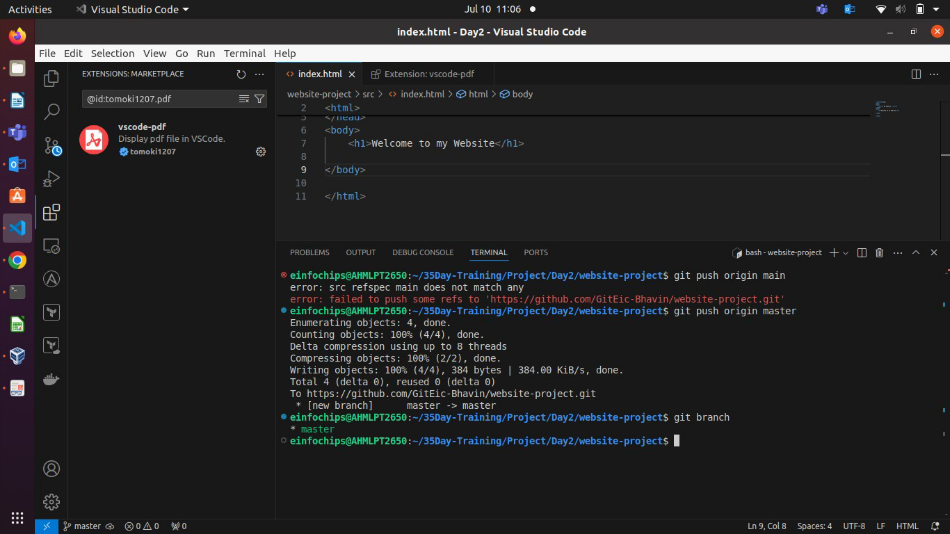 Activities
Visual Studio Code
Jul 10 11:06
index.html - Day2 - Visual Studio Code
File Edit Selection View Go Run Terminal Help
EXTENSIONS: MARKETPLACE
@id:tomoki1207.pdf
vscode-pdf
Display pdf file in VSCode.
tomoki1207
index.html
Extension: vscode-pdf
website-project > src > index.html > html > body
2 <html>
5 </head>
6 <body>
7 <h1>Welcome to my Website</h1>
8
9 </body>
10
11 </html>
PROBLEMS OUTPUT DEBUG CONSOLE TERMINAL PORTS
bash - website-project
einfochips@AHMLPT2650:~/35Day-Training/Project/Day2/website-project$ git push origin main
error: src refspec main does not match any
error: failed to push some refs to 'https://github.com/GitEic-Bhavin/website-project.git'
einfochips@AHMLPT2650:~/35Day-Training/Project/Day2/website-project$ git push origin master
Enumerating objects: 4, done.
Counting objects: 100% (4/4), done.
Delta compression using up to 8 threads
Compressing objects: 100% (2/2), done.
Writing objects: 100% (4/4), 384 bytes | 384.00 KiB/s, done.
Total 4 (delta 0), reused 0 (delta 0)
To https://github.com/GitEic-Bhavin/website-project.git
* [new branch] master -> master
einfochips@AHMLPT2650:~/35Day-Training/Project/Day2/website-project$ git branch
* master
einfochips@AHMLPT2650:~/35Day-Training/Project/Day2/website-project$
master
0 0
0
Ln 9, Col 8
Spaces: 4
UTF-8
LF
HTML